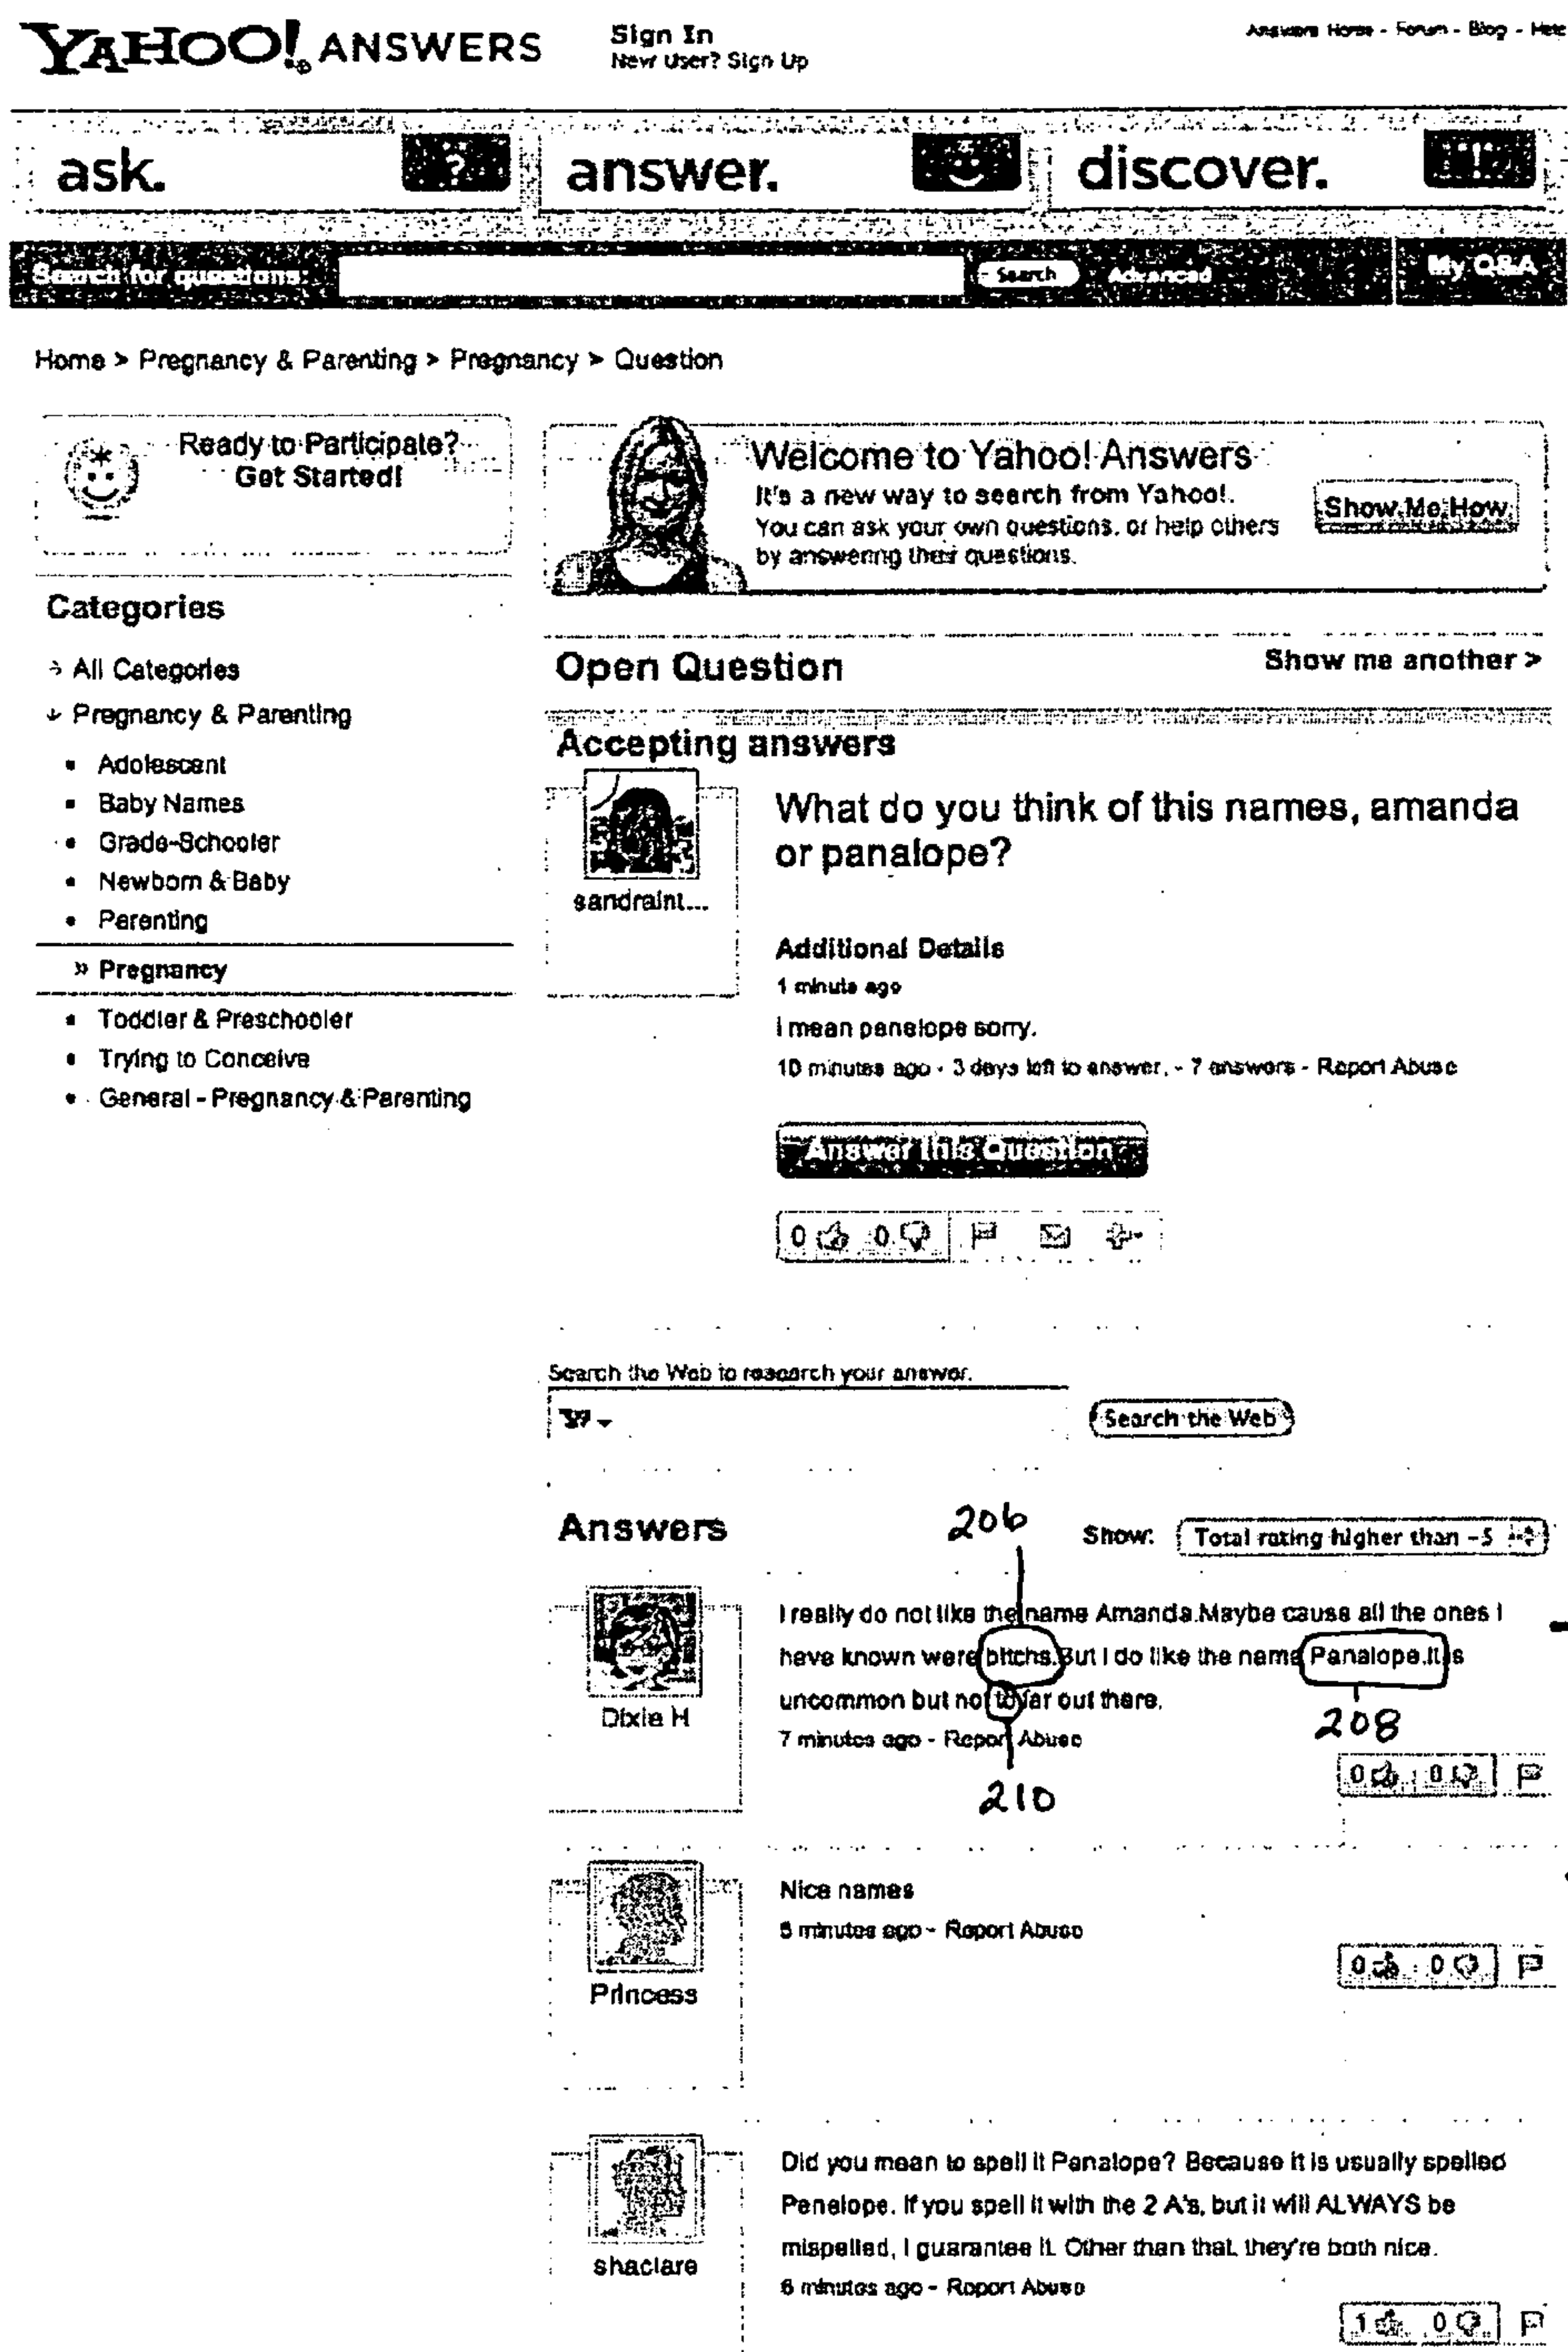 YAHOO! ANSWERS
Sign In
New User? Sign Up
Answers Home - Forum - Blog - Help
ask.
?
answer.
discover.
!
Search for questions:
Search
Advanced
My Q&A
Home > Pregnancy & Parenting > Pregnancy > Question
Ready to Participate?
Get Started!
Welcome to Yahoo! Answers
It's a new way to search from Yahoo!.
You can ask your own questions, or help others
by answering their questions.
Show Me How
Categories
All Categories
Pregnancy & Parenting
• Adolescent
• Baby Names
• Grade-Schooler
• Newborn & Baby
• Parenting
» Pregnancy
• Toddler & Preschooler
• Trying to Conceive
• General - Pregnancy & Parenting
Open Question
Show me another >
Accepting answers
sandraint...
What do you think of this names, amanda
or panalope?
Additional Details
1 minute ago
i mean penelope sorry.
10 minutes ago - 3 days left to answer. - 7 answers - Report Abuse
Answer this Question
0 0
Search the Web to research your answer.
Search the Web
Answers
206
Show: Total rating higher than -5
Dixie H
I really do not like the name Amanda.Maybe cause all the ones I
have known were bitchs.But I do like the name Panalope.It is
uncommon but not to far out there.
7 minutes ago - Report Abuse
208
210
0 0
Princess
Nice names
8 minutes ago - Report Abuse
0 0
shaclare
Did you mean to spell it Panalope? Because it is usually spelled
Penelope. If you spell it with the 2 A's, but it will ALWAYS be
mispelled, I guarantee it. Other than that, they're both nice.
6 minutes ago - Report Abuse
1 0